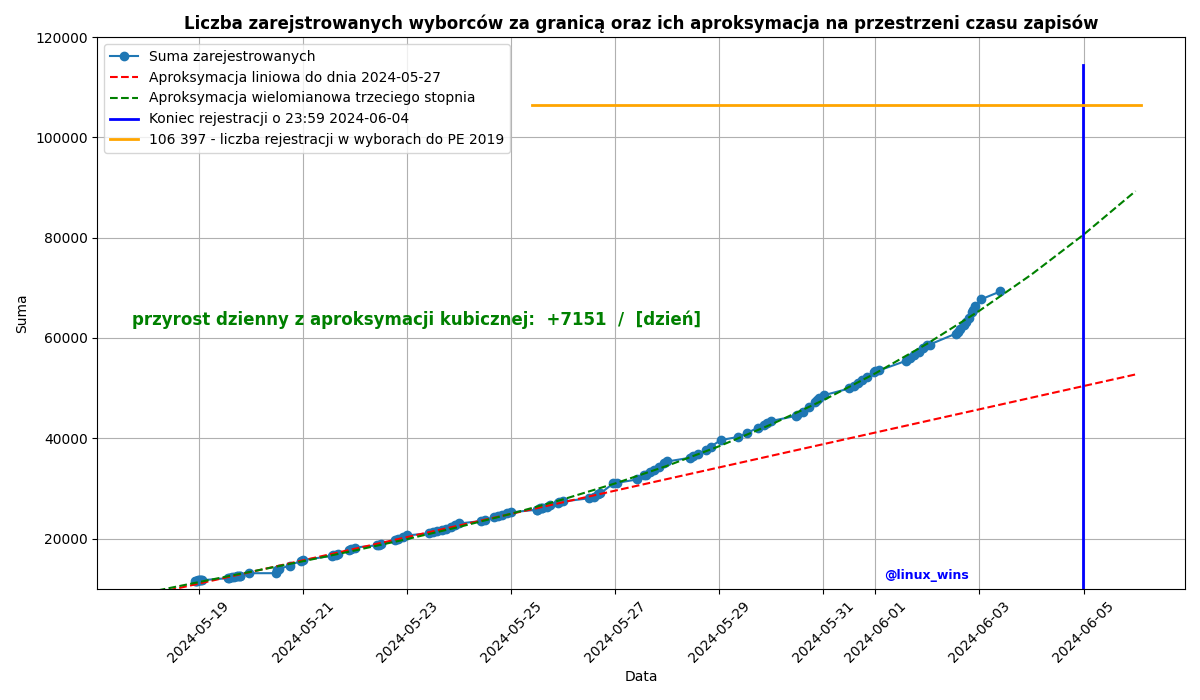 Liczba zarejstrowanych wyborców za granicą oraz ich aproksymacja na przestrzeni czasu zapisów
Suma zarejestrowanych
Aproksymacja liniowa do dnia 2024-05-27
Aproksymacja wielomianowa trzeciego stopnia
Koniec rejestracji o 23:59 2024-06-04
106 397 - liczba rejestracji w wyborach do PE 2019
120000
100000
80000
60000
40000
20000
Suma
przyrost dzienny z aproksymacji kubicznej: +7151 / [dzień]
@linux_wins
2024-05-19
2024-05-21
2024-05-23
2024-05-25
2024-05-27
2024-05-29
2024-05-31
2024-06-01
2024-06-03
2024-06-05
Data